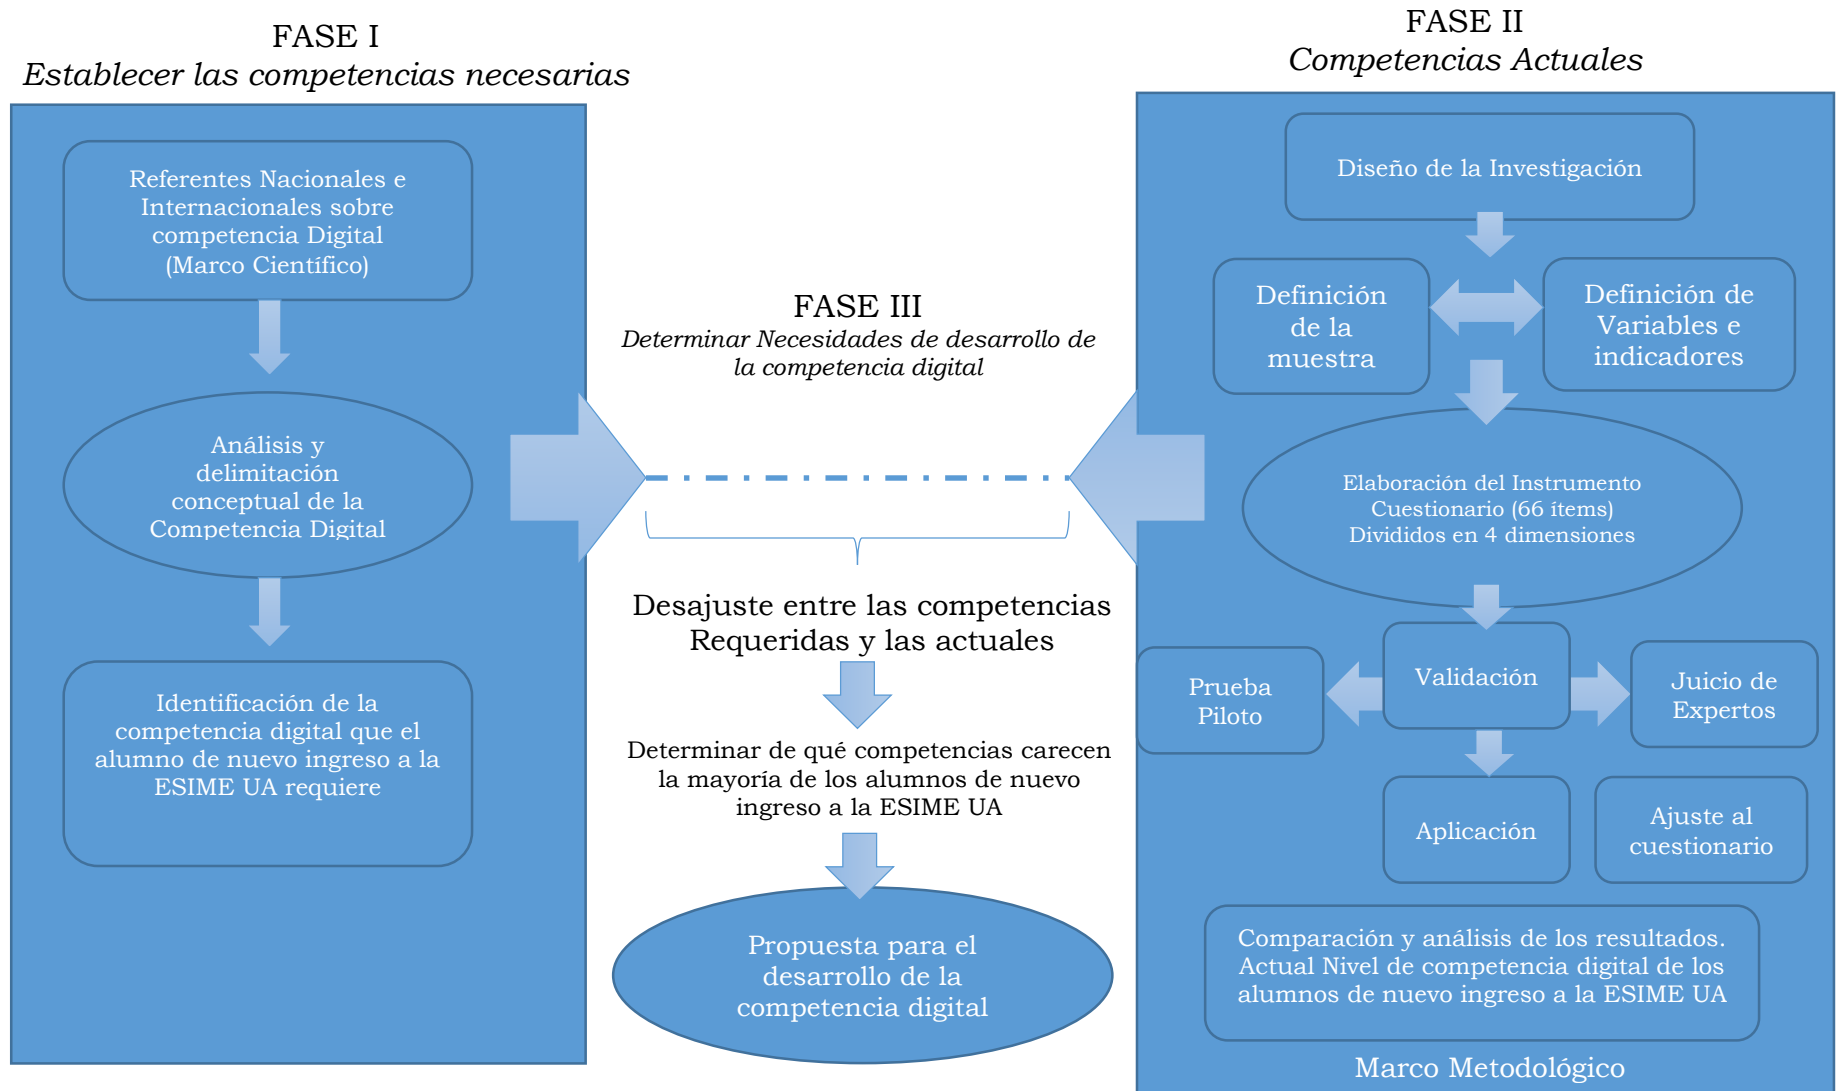 FASE I
Establecer las competencias necesarias
Referentes Nacionales e
Internacionales sobre
competencia Digital
(Marco Científico)
Análisis y
delimitación
conceptual de la
Competencia Digital
Identificación de la
competencia digital que el
alumno de nuevo ingreso a la
ESIME UA requiere
FASE III
Determinar Necesidades de desarrollo de
la competencia digital
Desajuste entre las competencias
Requeridas y las actuales
Determinar de qué competencias carecen
la mayoría de los alumnos de nuevo
ingreso a la ESIME UA
Propuesta para el
desarrollo de la
competencia digital
FASE II
Competencias Actuales
Diseño de la Investigación
Definición
de la
muestra
Definición de
Variables e
indicadores
Elaboración del Instrumento
Cuestionario (66 ítems)
Divididos en 4 dimensiones
Validación
Prueba
Piloto
Juicio de
Expertos
Aplicación
Ajuste al
cuestionario
Comparación y análisis de los resultados.
Actual Nivel de competencia digital de los
alumnos de nuevo ingreso a la ESIME UA
Marco Metodológico